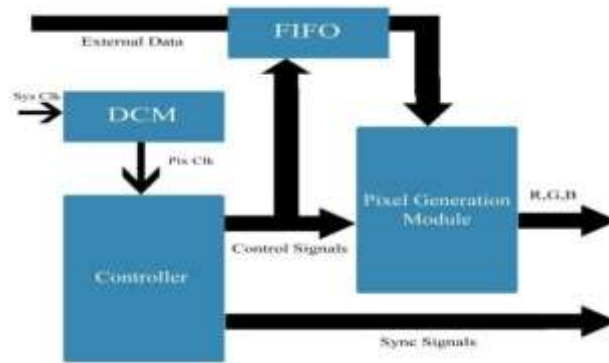 External Data
FIFO
Sys Clk
DCM
Pix Clk
Pixel Generation
Module
R,G,B
Control Signals
Controller
Sync Signals